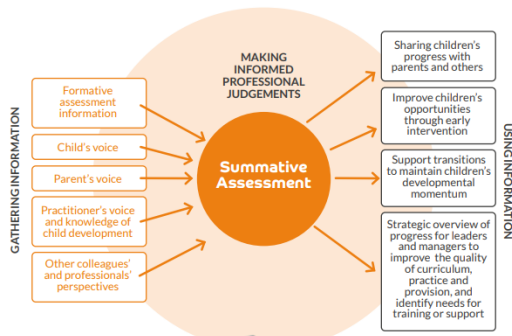 MAKING
INFORMED
PROFESSIONAL
JUDGEMENTS
GATHERING INFORMATION
Formative
assessment
information
Child's voice
Parent's voice
Practitioner's voice
and knowledge of
child development
Other colleagues'
and professionals'
perspectives
Summative
Assessment
Sharing children's
progress with
parents and others
Improve children's
opportunities
through early
intervention
Support transitions
to maintain children's
developmental
momentum
Strategic overview of
progress for leaders
and managers to
improve the quality
of curriculum,
practice and
provision, and
identify needs for
training or support
USING INFORMATION